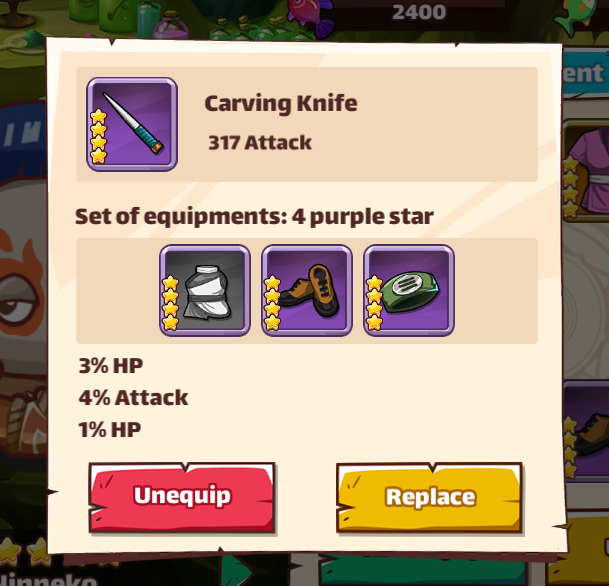 2400
Carving Knife
317 Attack
Set of equipments: 4 purple star
3% HP
4% Attack
1% HP
Unequip
Replace